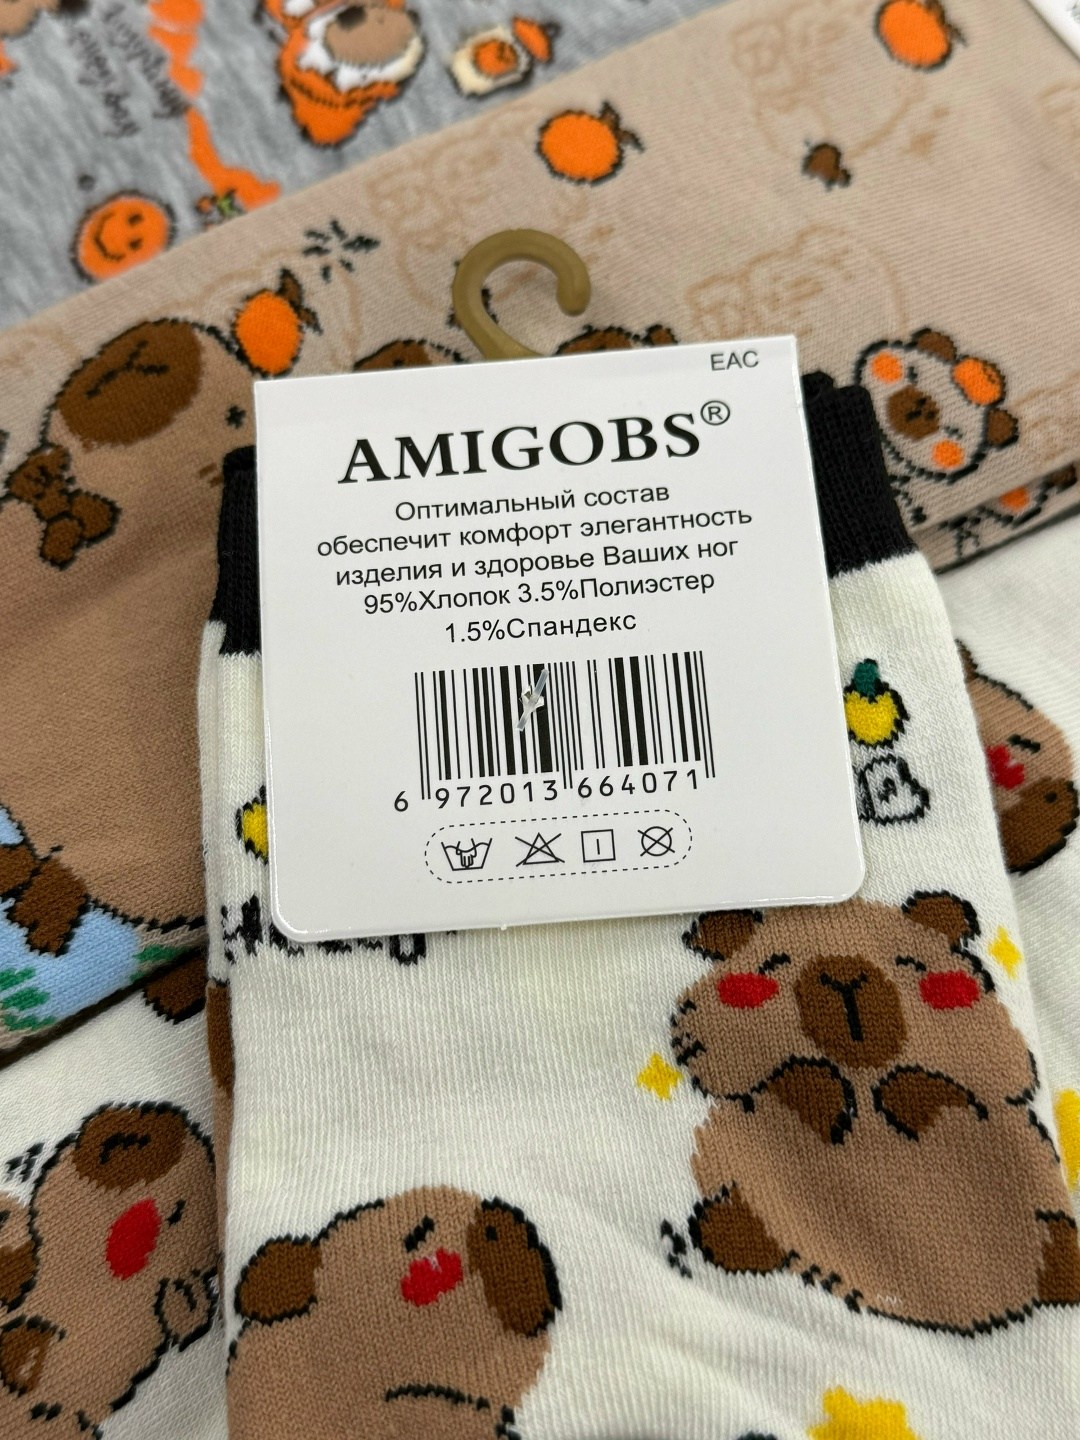 EAC
AMIGOBS®
Оптимальный состав
обеспечит комфорт элегантность
изделия и здоровье Ваших ног
95%Хлопок 3.5%Полиэстер
1.5%Спандекс
6 972013 664071